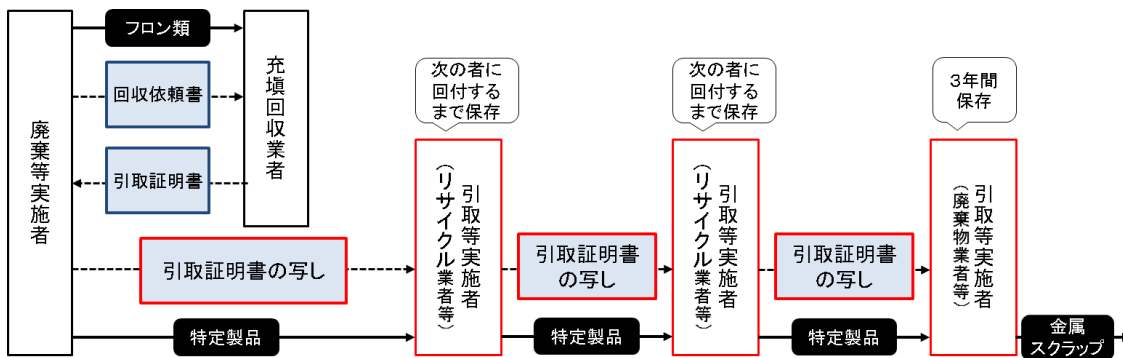 廃棄等実施者
フロン類
回収依頼書
引取証明書
充塡回収業者
引取証明書の写し
特定製品
次の者に
回付する
まで保存
引取等実施者
(リサイクル業者等)
引取証明書
の写し
特定製品
次の者に
回付する
まで保存
引取等実施者
(リサイクル業者等)
引取証明書
の写し
特定製品
3年間
保存
引取等実施者
(廃棄物業者等)
金属
スクラップ